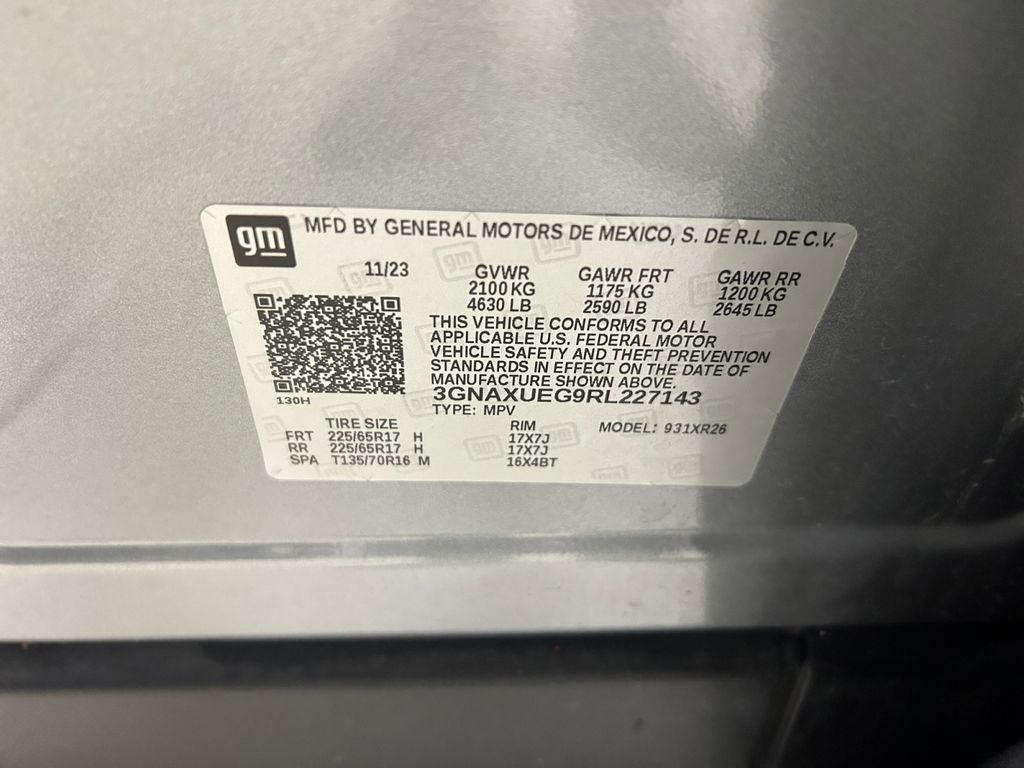 gm
MFD BY GENERAL MOTORS DE MEXICO, S. DE R.L. DE C.V.
11/23 GVWR GAWR FRT GAWR RR
2100 KG 1175 KG 1200 KG
4630 LB 2590 LB 2645 LB
THIS VEHICLE CONFORMS TO ALL
APPLICABLE U.S. FEDERAL MOTOR
VEHICLE SAFETY AND THEFT PREVENTION
STANDARDS IN EFFECT ON THE DATE OF
MANUFACTURE SHOWN ABOVE.
130H
3GNAXUEG9RL227143
TYPE: MPV
TIRE SIZE RIM MODEL: 931XR26
FRT 225/65R17 H 17X7J
RR 225/65R17 H 17X7J
SPA T135/70R16 M 16X4BT